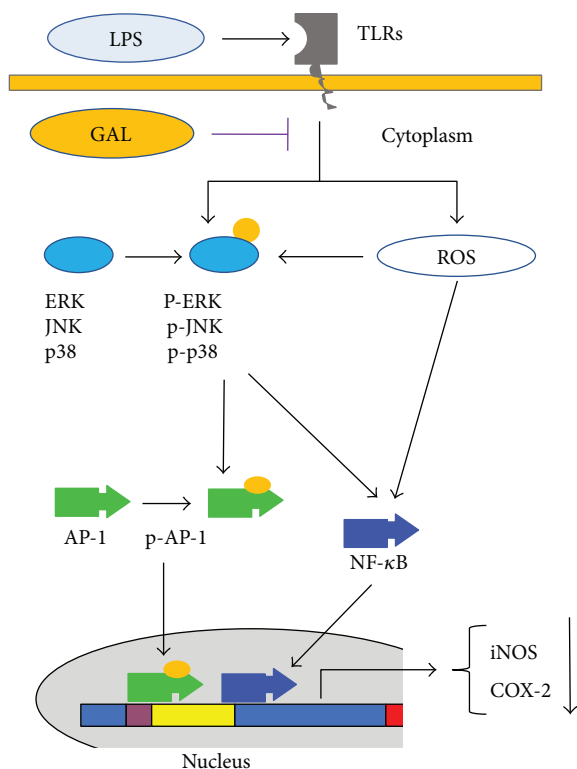 LPS
TLRs
GAL
Cytoplasm
ROS
ERK
JNK
p38
P-ERK
p-JNK
p-p38
AP-1
p-AP-1
NF-κB
iNOS
COX-2
Nucleus